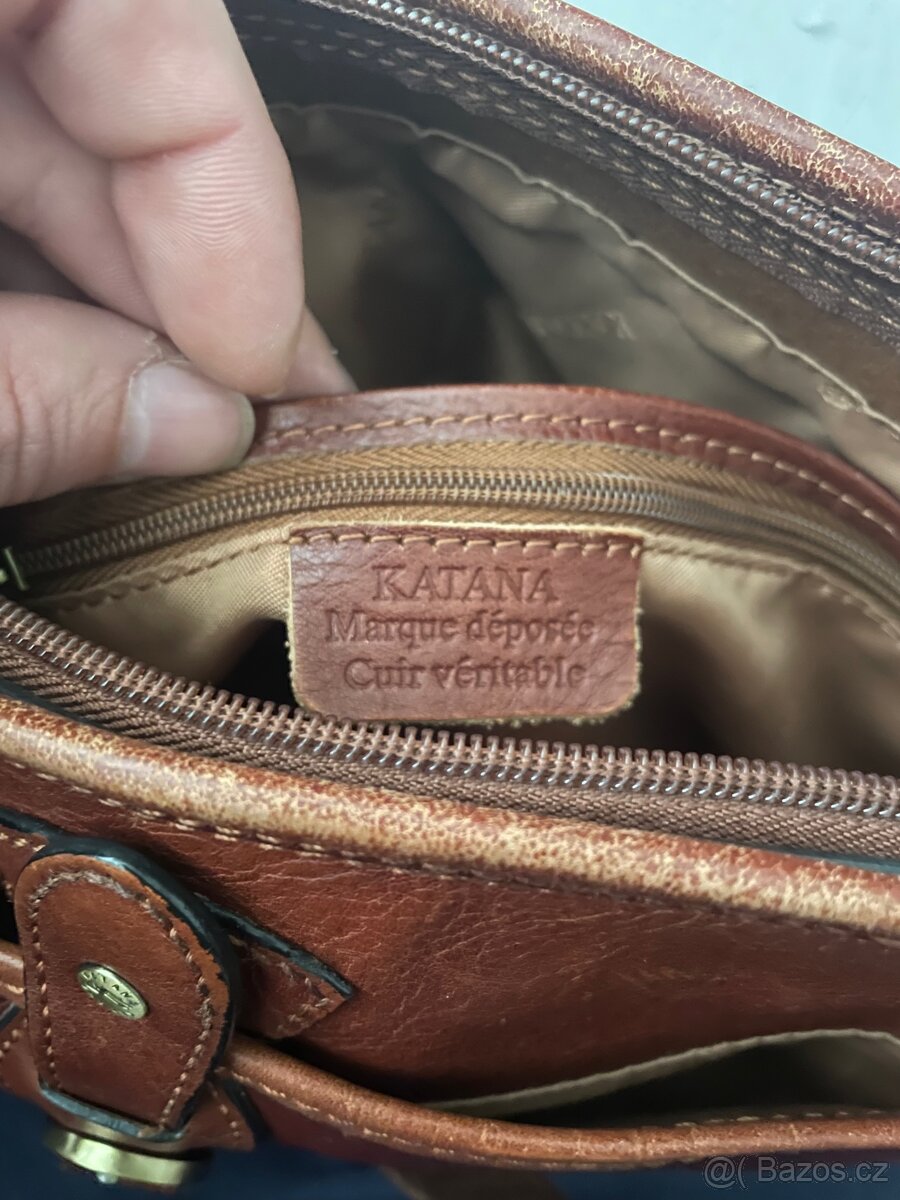 KATANA
Marque déposée
Cuir véritable
@( Bazos.cz